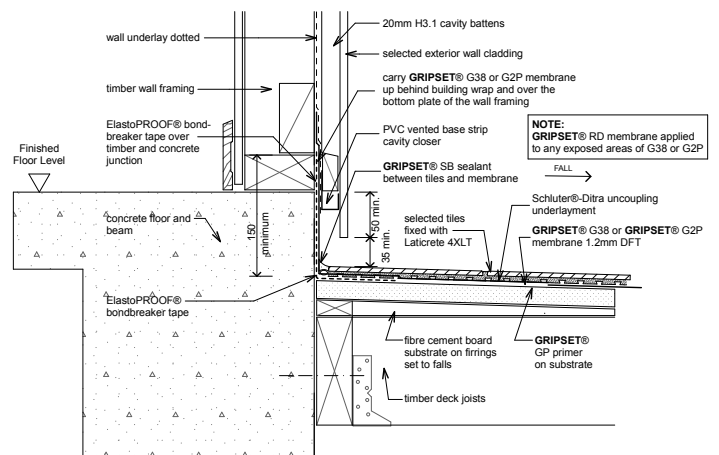 wall underlay dotted
timber wall framing
ElastoPROOF® bond-
breaker tape over
timber and concrete
junction
Finished
Floor Level
concrete floor and
beam
ElastoPROOF®
bondbreaker tape
150
minimum
20mm H3.1 cavity battens
selected exterior wall cladding
carry GRIPSET® G38 or G2P membrane
up behind building wrap and over the
bottom plate of the wall framing
PVC vented base strip
cavity closer
GRIPSET® SB sealant
between tiles and membrane
50 min.
35 min.
selected tiles
fixed with
Laticrete 4XLT
NOTE:
GRIPSET® RD membrane applied
to any exposed areas of G38 or G2P
FALL
Schluter®-Ditra uncoupling
underlayment
GRIPSET® G38 or GRIPSET® G2P
membrane 1.2mm DFT
fibre cement board
substrate on firrings
set to falls
GRIPSET®
GP primer
on substrate
timber deck joists